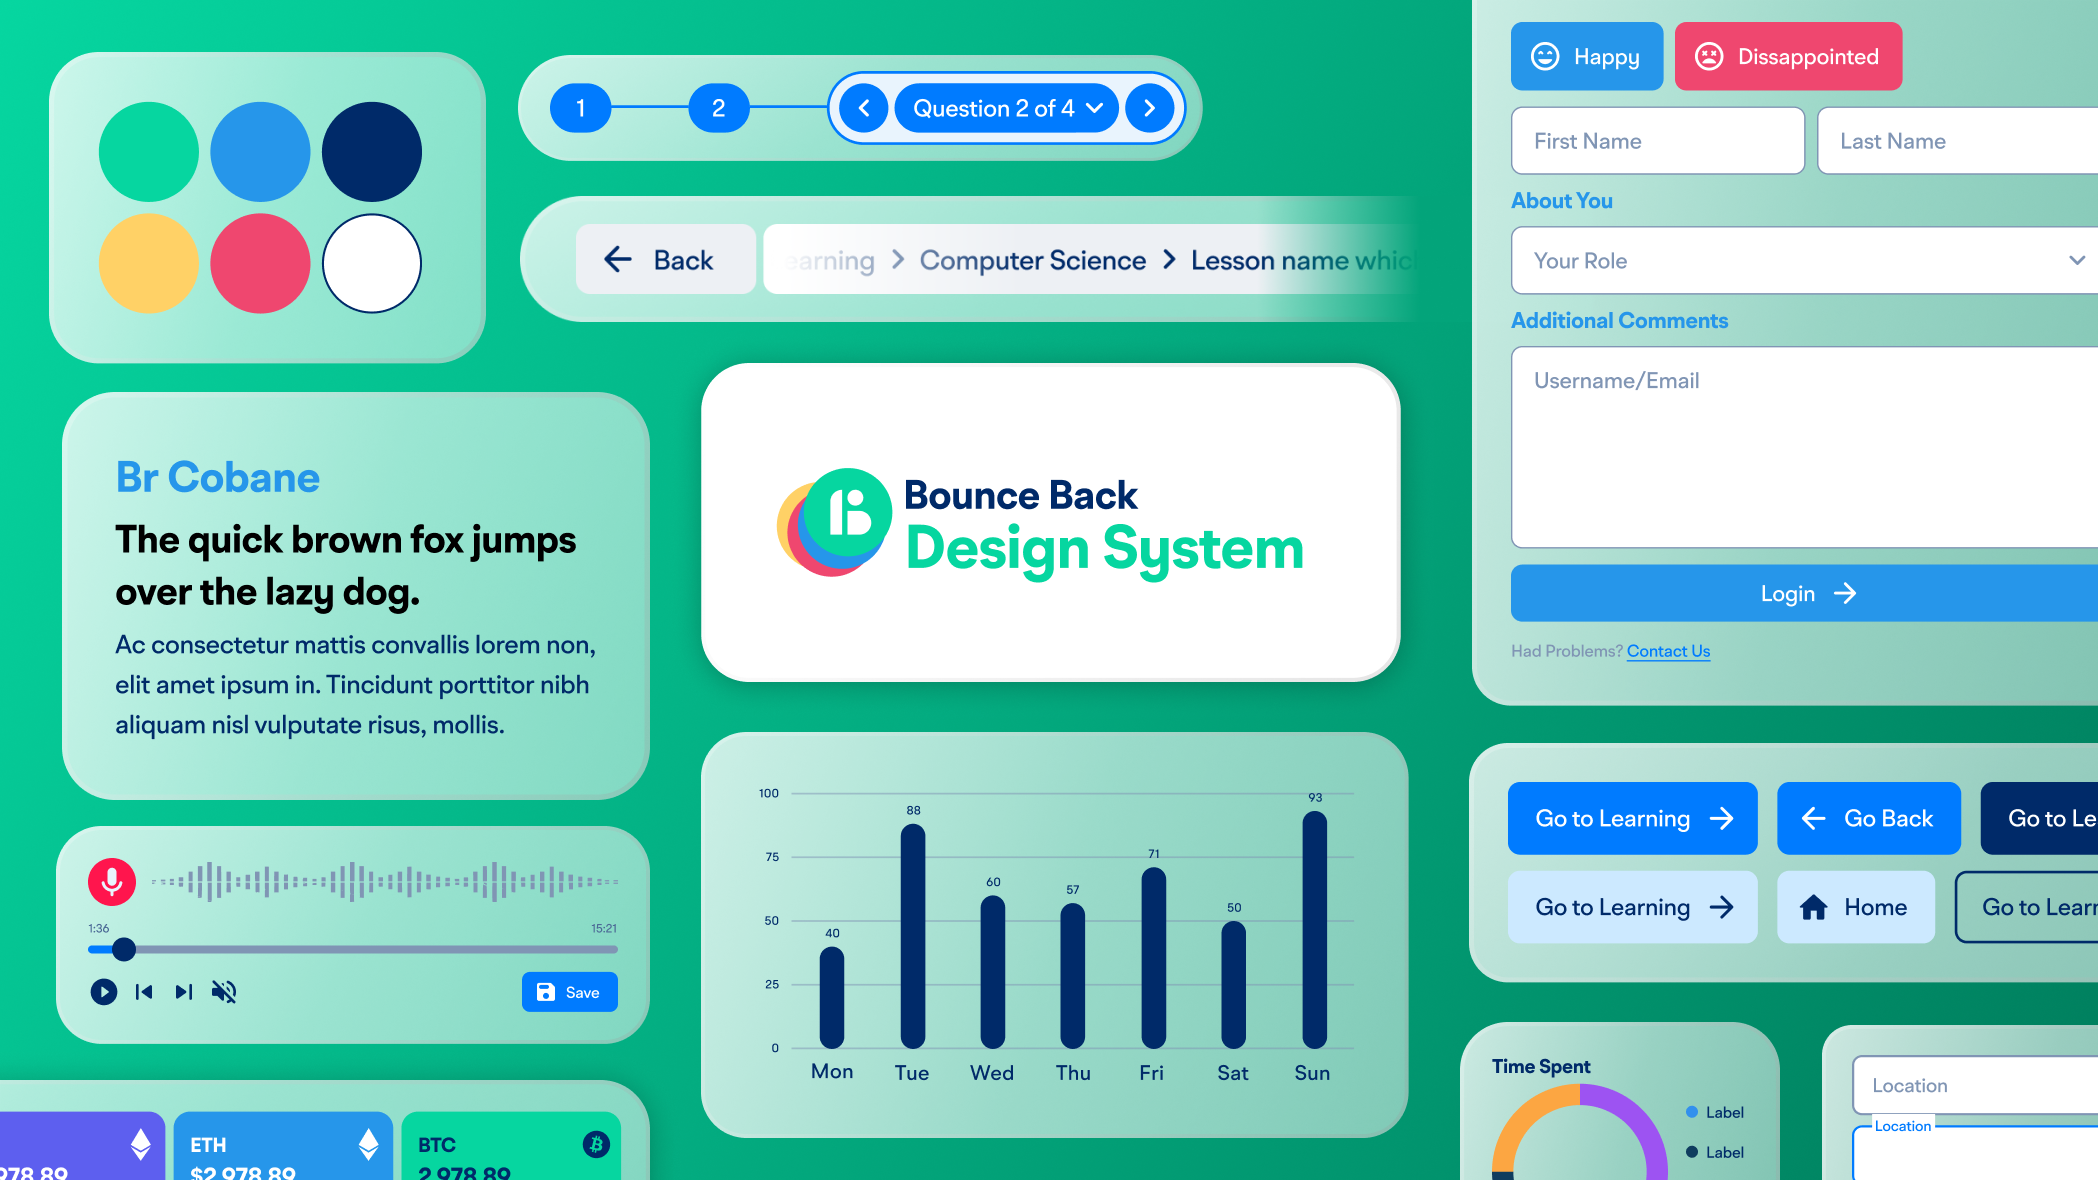 1
2
Question 2 of 4
Back
earning > Computer Science > Lesson name whic
Br Cobane
The quick brown fox jumps
over the lazy dog.
Ac consectetur mattis convallis lorem non,
elit amet ipsum in. Tincidunt porttitor nibh
aliquam nisl vulputate risus, mollis.
1:36
15:21
Save
978.89
ETH
$2,978.89
BTC
2,978.89
B
Bounce Back
Design System
100
75
50
25
0
40
88
60
57
71
50
93
Mon
Tue
Wed
Thu
Fri
Sat
Sun
Happy
Dissappointed
First Name
Last Name
About You
Your Role
Additional Comments
Username/Email
Login
Had Problems? Contact Us
Go to Learning
Go Back
Go to Le
Go to Learning
Home
Go to Learn
Time Spent
Label
Label
Location
Location